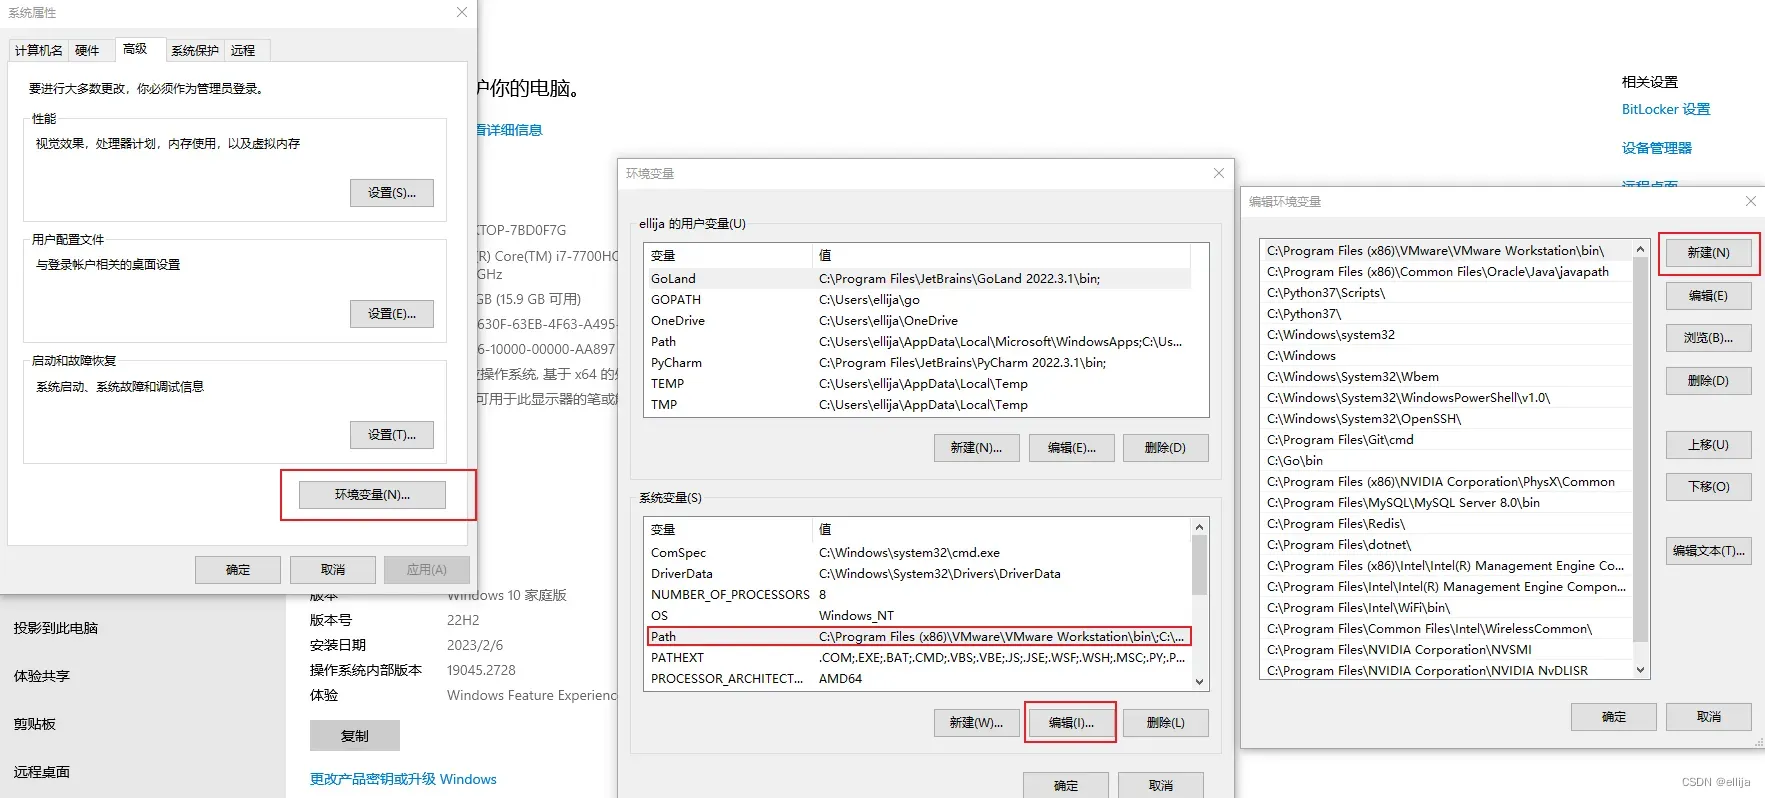 系统属性
计算机名 硬件 高级 系统保护 远程
要进行大多数更改，你必须作为管理员登录。
性能
视觉效果，处理器计划，内存使用，以及虚拟内存
设置(S)...
用户配置文件
与登录帐户相关的桌面设置
设置(E)...
启动和故障恢复
系统启动、系统故障和调试信息
设置(T)...
环境变量(N)...
确定 取消 应用(A)
投影到此电脑
体验共享
剪贴板
远程桌面
你的电脑。
看详细信息
KTOP-7BD0F7G
(R) Core(TM) i7-7700HC
GHz
GB (15.9 GB 可用)
630F-63EB-4F63-A495-
6-10000-00000-AA897
操作系统, 基于 x64 的
可用于此显示器的笔或
版本 Windows 10 家庭版
版本号 22H2
安装日期 2023/2/6
操作系统内部版本 19045.2728
体验 Windows Feature Experienc
复制
更改产品密钥或升级 Windows
环境变量
ellija 的用户变量(U)
变量 值
GoLand C:\Program Files\JetBrains\GoLand 2022.3.1\bin;
GOPATH C:\Users\ellija\go
OneDrive C:\Users\ellija\OneDrive
Path C:\Users\ellija\AppData\Local\Microsoft\WindowsApps;C:\Us...
PyCharm C:\Program Files\JetBrains\PyCharm 2022.3.1\bin;
TEMP C:\Users\ellija\AppData\Local\Temp
TMP C:\Users\ellija\AppData\Local\Temp
新建(N)... 编辑(E)... 删除(D)
系统变量(S)
变量 值
ComSpec C:\Windows\system32\cmd.exe
DriverData C:\Windows\System32\Drivers\DriverData
NUMBER_OF_PROCESSORS 8
OS Windows_NT
Path C:\Program Files (x86)\VMware\VMware Workstation\bin\;C:\...
PATHEXT .COM;.EXE;.BAT;.CMD;.VBS;.VBE;.JS;.JSE;.WSF;.WSH;.MSC;.PY;.P...
PROCESSOR_ARCHITECT... AMD64
新建(W)... 编辑(I)... 删除(L)
确定 取消
相关设置
BitLocker 设置
设备管理器
远程桌面
编辑环境变量
C:\Program Files (x86)\VMware\VMware Workstation\bin\
C:\Program Files (x86)\Common Files\Oracle\Java\javapath
C:\Python37\Scripts\
C:\Python37\
C:\Windows\system32
C:\Windows
C:\Windows\System32\Wbem
C:\Windows\System32\WindowsPowerShell\v1.0\
C:\Windows\System32\OpenSSH\
C:\Program Files\Git\cmd
C:\Go\bin
C:\Program Files (x86)\NVIDIA Corporation\PhysX\Common
C:\Program Files\MySQL\MySQL Server 8.0\bin
C:\Program Files\Redis\
C:\Program Files\dotnet\
C:\Program Files (x86)\Intel\Intel(R) Management Engine Co...
C:\Program Files\Intel\Intel(R) Management Engine Compon...
C:\Program Files\Intel\WiFi\bin\
C:\Program Files\Common Files\Intel\WirelessCommon\
C:\Program Files\NVIDIA Corporation\NVSMI
C:\Program Files\NVIDIA Corporation\NVIDIA NvDLISR
新建(N)
编辑(E)
浏览(B)...
删除(D)
上移(U)
下移(O)
编辑文本(T)...
确定 取消
CSDN @ellija